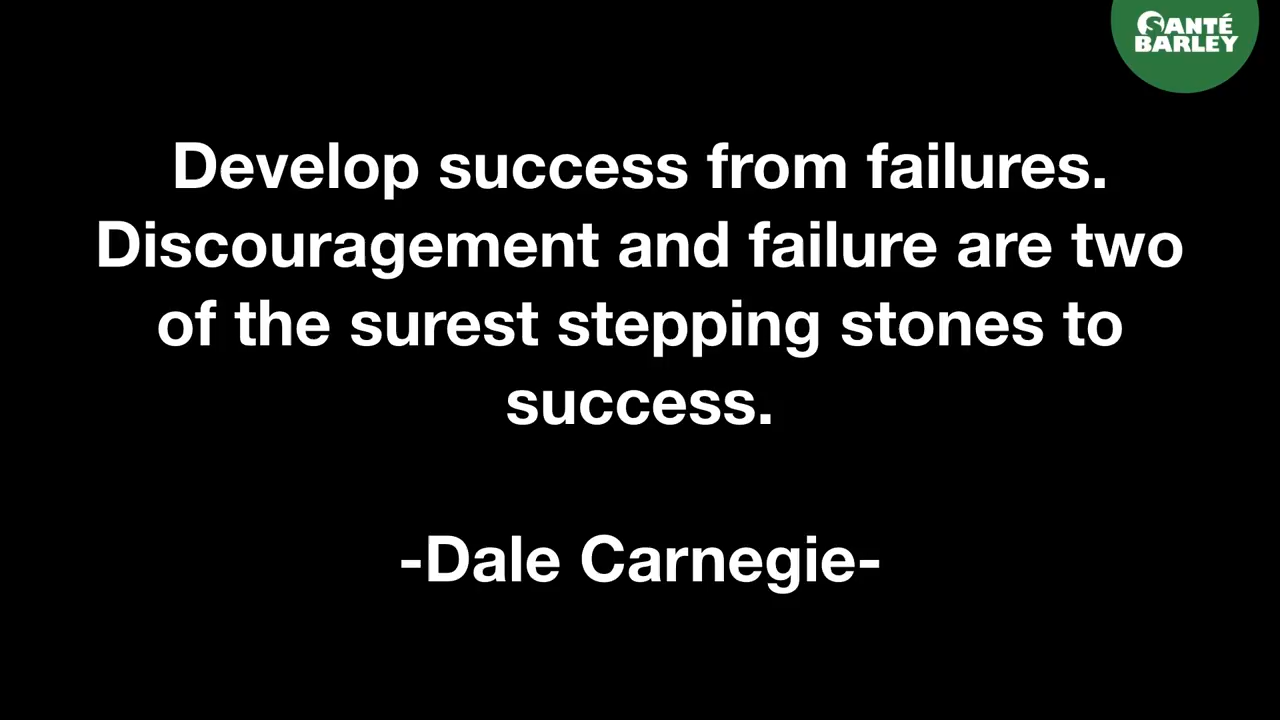 SANTÉ
BARLEY
Develop success from failures.
Discouragement and failure are two
of the surest stepping stones to
success.
-Dale Carnegie-